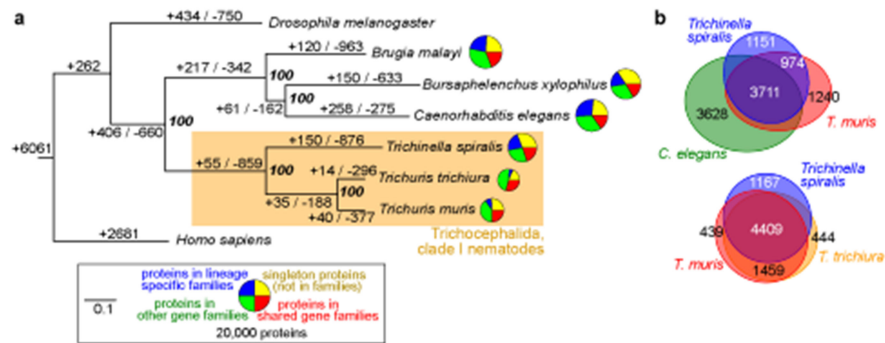 a
+434 / -750
Drosophila melanogaster
+262
+120 / -963
Brugia malayi
+217 / -342
100
+150 / -633
Bursaphelenchus xylophilus
+61 / -162
100
+258 / -275
Caenorhabditis elegans
+406 / -660
100
+6061
+150 / -876
Trichinella spiralis
+55 / -859
100
+14 / -296
Trichuris trichiura
+35 / -188
100
+40 / -377
Trichuris muris
Trichocephalida,
clade I nematodes
+2681
Homo sapiens
0.1
proteins in lineage
specific families
singleton proteins
(not in families)
proteins in
other gene families
proteins in
shared gene families
20,000 proteins
b
Trichinella
spiralis
1151
974
3711
1240
3628
T. muris
C. elegans
Trichinella
spiralis
1167
439
4409
444
T. muris
T. trichiura
1459